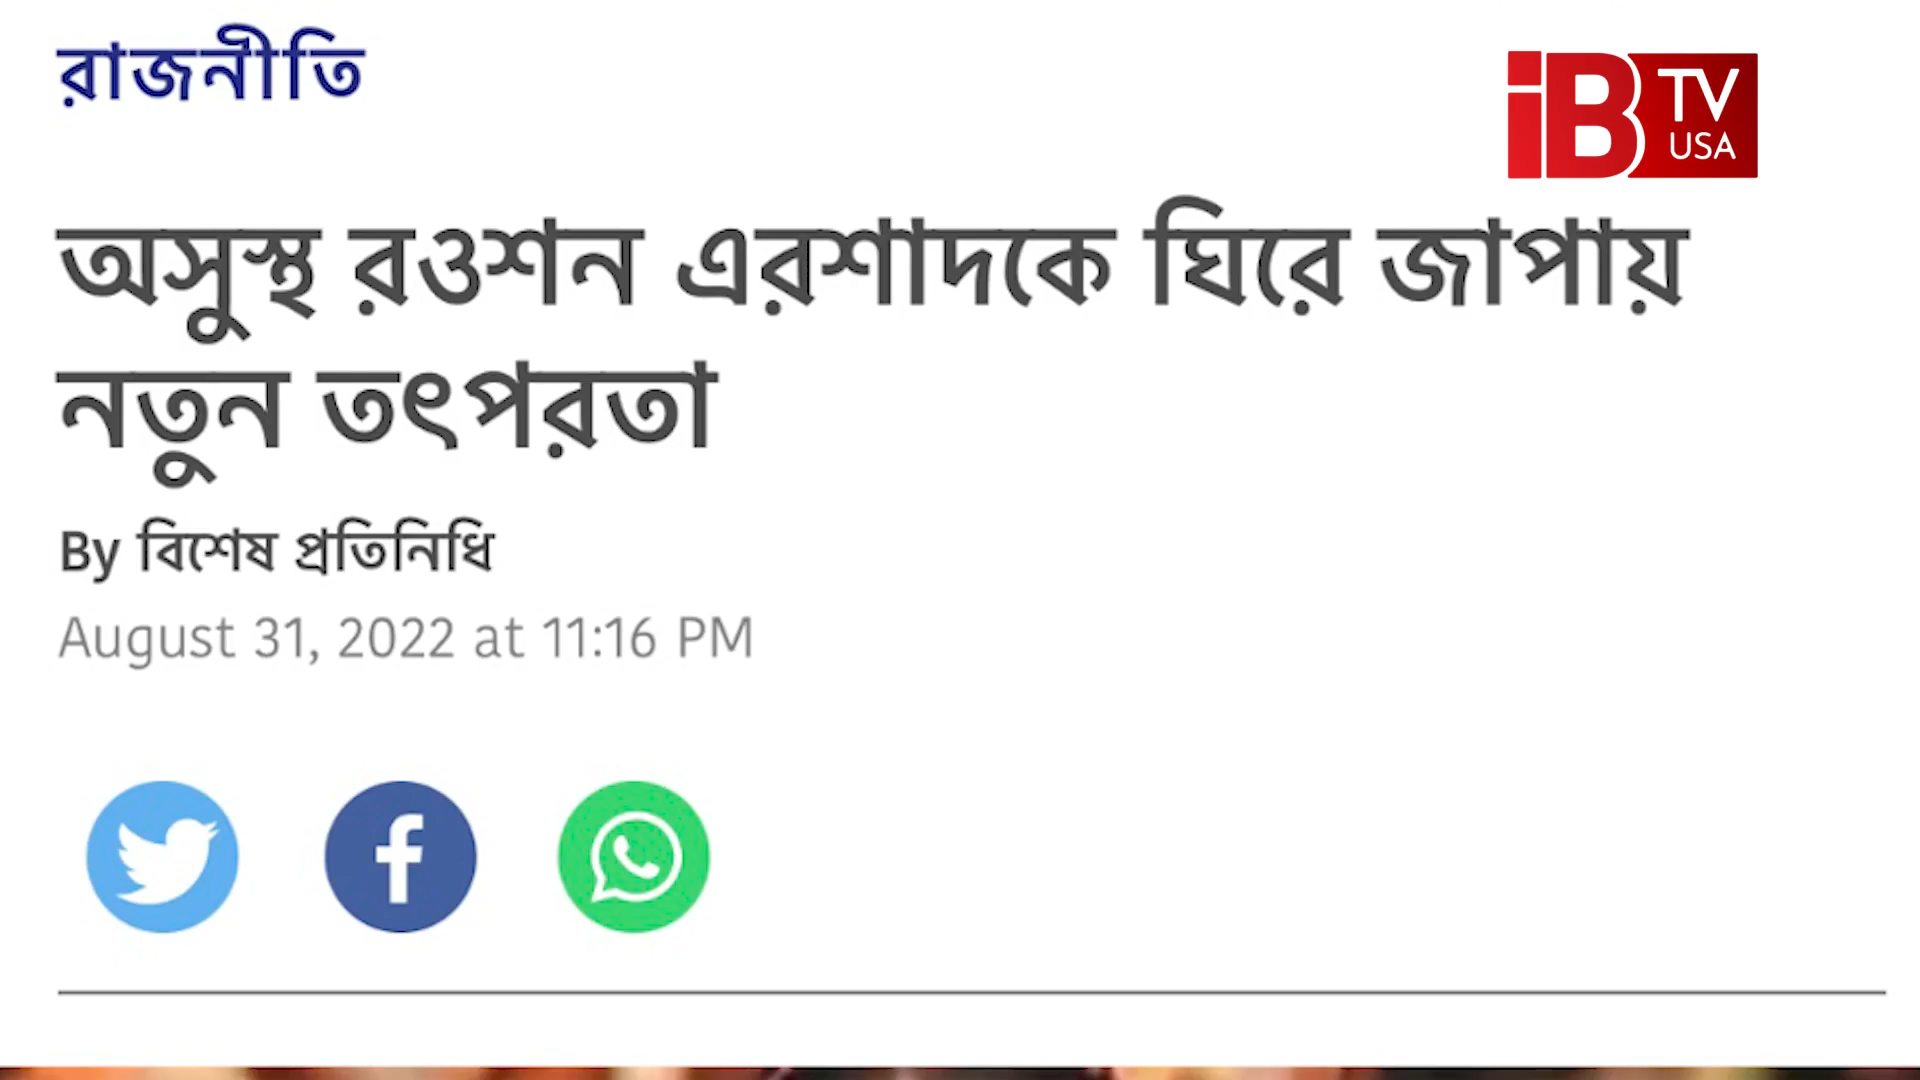 রাজনীতি
iB TV
USA
অসুস্থ রওশন এরশাদকে ঘিরে জাপায়
নতুন তৎপরতা
By বিশেষ প্রতিনিধি
August 31, 2022 at 11:16 PM